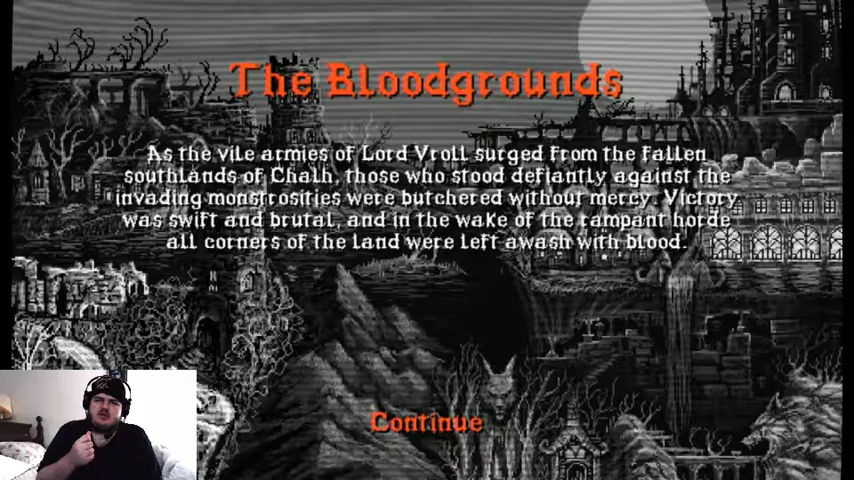 The Bloodgrounds
As the vile armies of Lord Vroll surged from the fallen
southlands of Chalh, those who stood defiantly against the
invading monstrosities were butchered without mercy. Victory
was swift and brutal, and in the wake of the rampant horde
all corners of the land were left awash with blood.
Continue